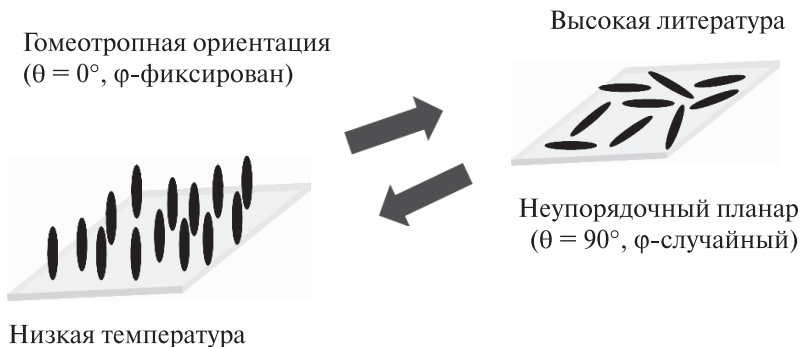 Гомеотропная ориентация
(θ = 0°, φ-фиксирован)
Низкая температура
Высокая литература
Неупорядочный планар
(θ = 90°, φ-случайный)